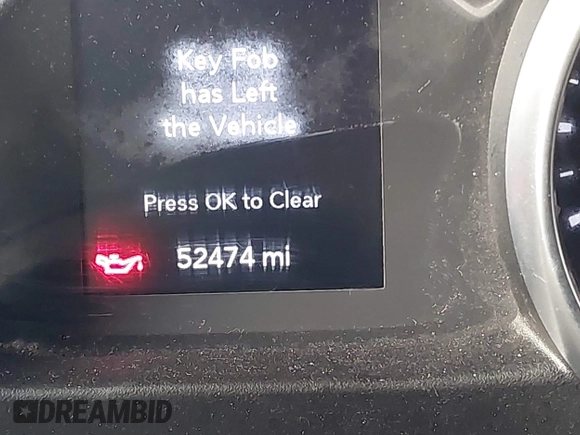 Key Fob
has Left
the Vehicle
Press OK to Clear
52474 mi
DREAMBID